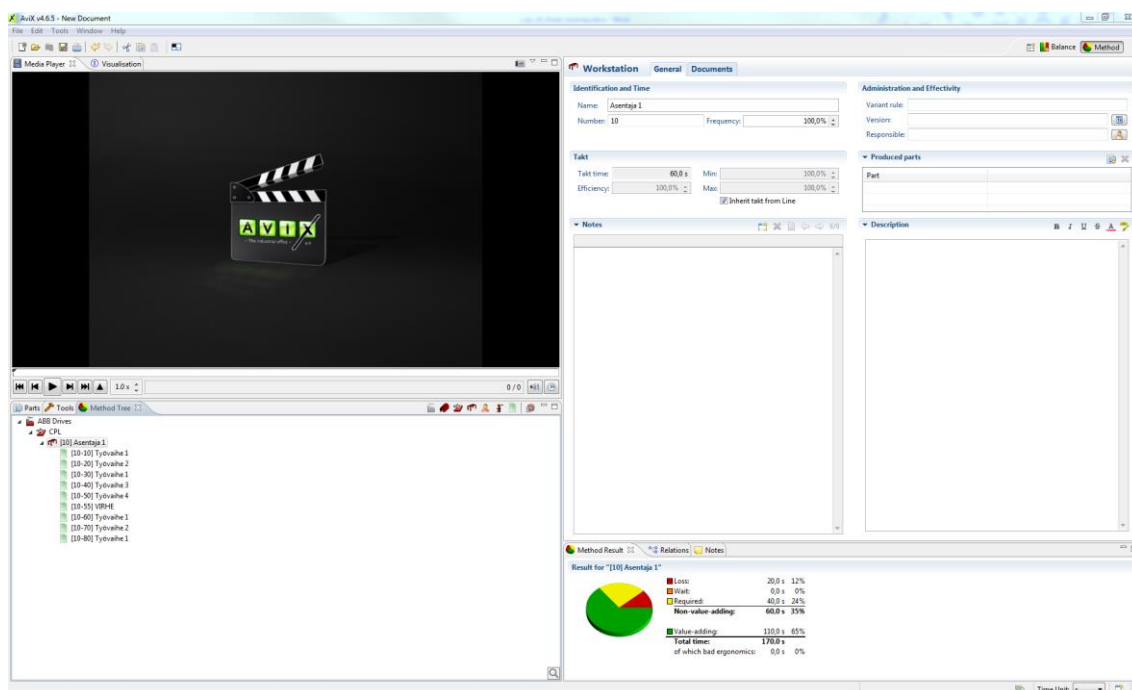 AviX v4.6.5 - New Document
File Edit Tools Window Help
Balance Method
Media Player Visualisation
AVIX
1.0 x
0 / 0
Parts Tools Method Tree
ABB Drives
CPL
[10] Asentaja 1
[10-10] Työvaihe 1
[10-20] Työvaihe 2
[10-30] Työvaihe 1
[10-40] Työvaihe 3
[10-50] Työvaihe 4
[10-55] VIRHE
[10-60] Työvaihe 1
[10-70] Työvaihe 2
[10-80] Työvaihe 1
Workstation General Documents
Identification and Time
Name: Asentaja 1
Number: 10 Frequency: 100,0%
Takt
Takt time: 60,0 s Min: 100,0%
Efficiency: 100,0% Max: 100,0%
Inherit takt from Line
Notes 0/0
Administration and Effectivity
Variant rule:
Version:
Responsible:
Produced parts
Part
Description B I U S A
Method Result Relations Notes
Result for "[10] Asentaja 1"
Loss: 20,0 s 12%
Wait: 0,0 s 0%
Required: 40,0 s 24%
Non-value-adding: 60,0 s 35%
Value-adding: 110,0 s 65%
Total time: 170,0 s
of which bad ergonomics: 0,0 s 0%
Time Unit: s